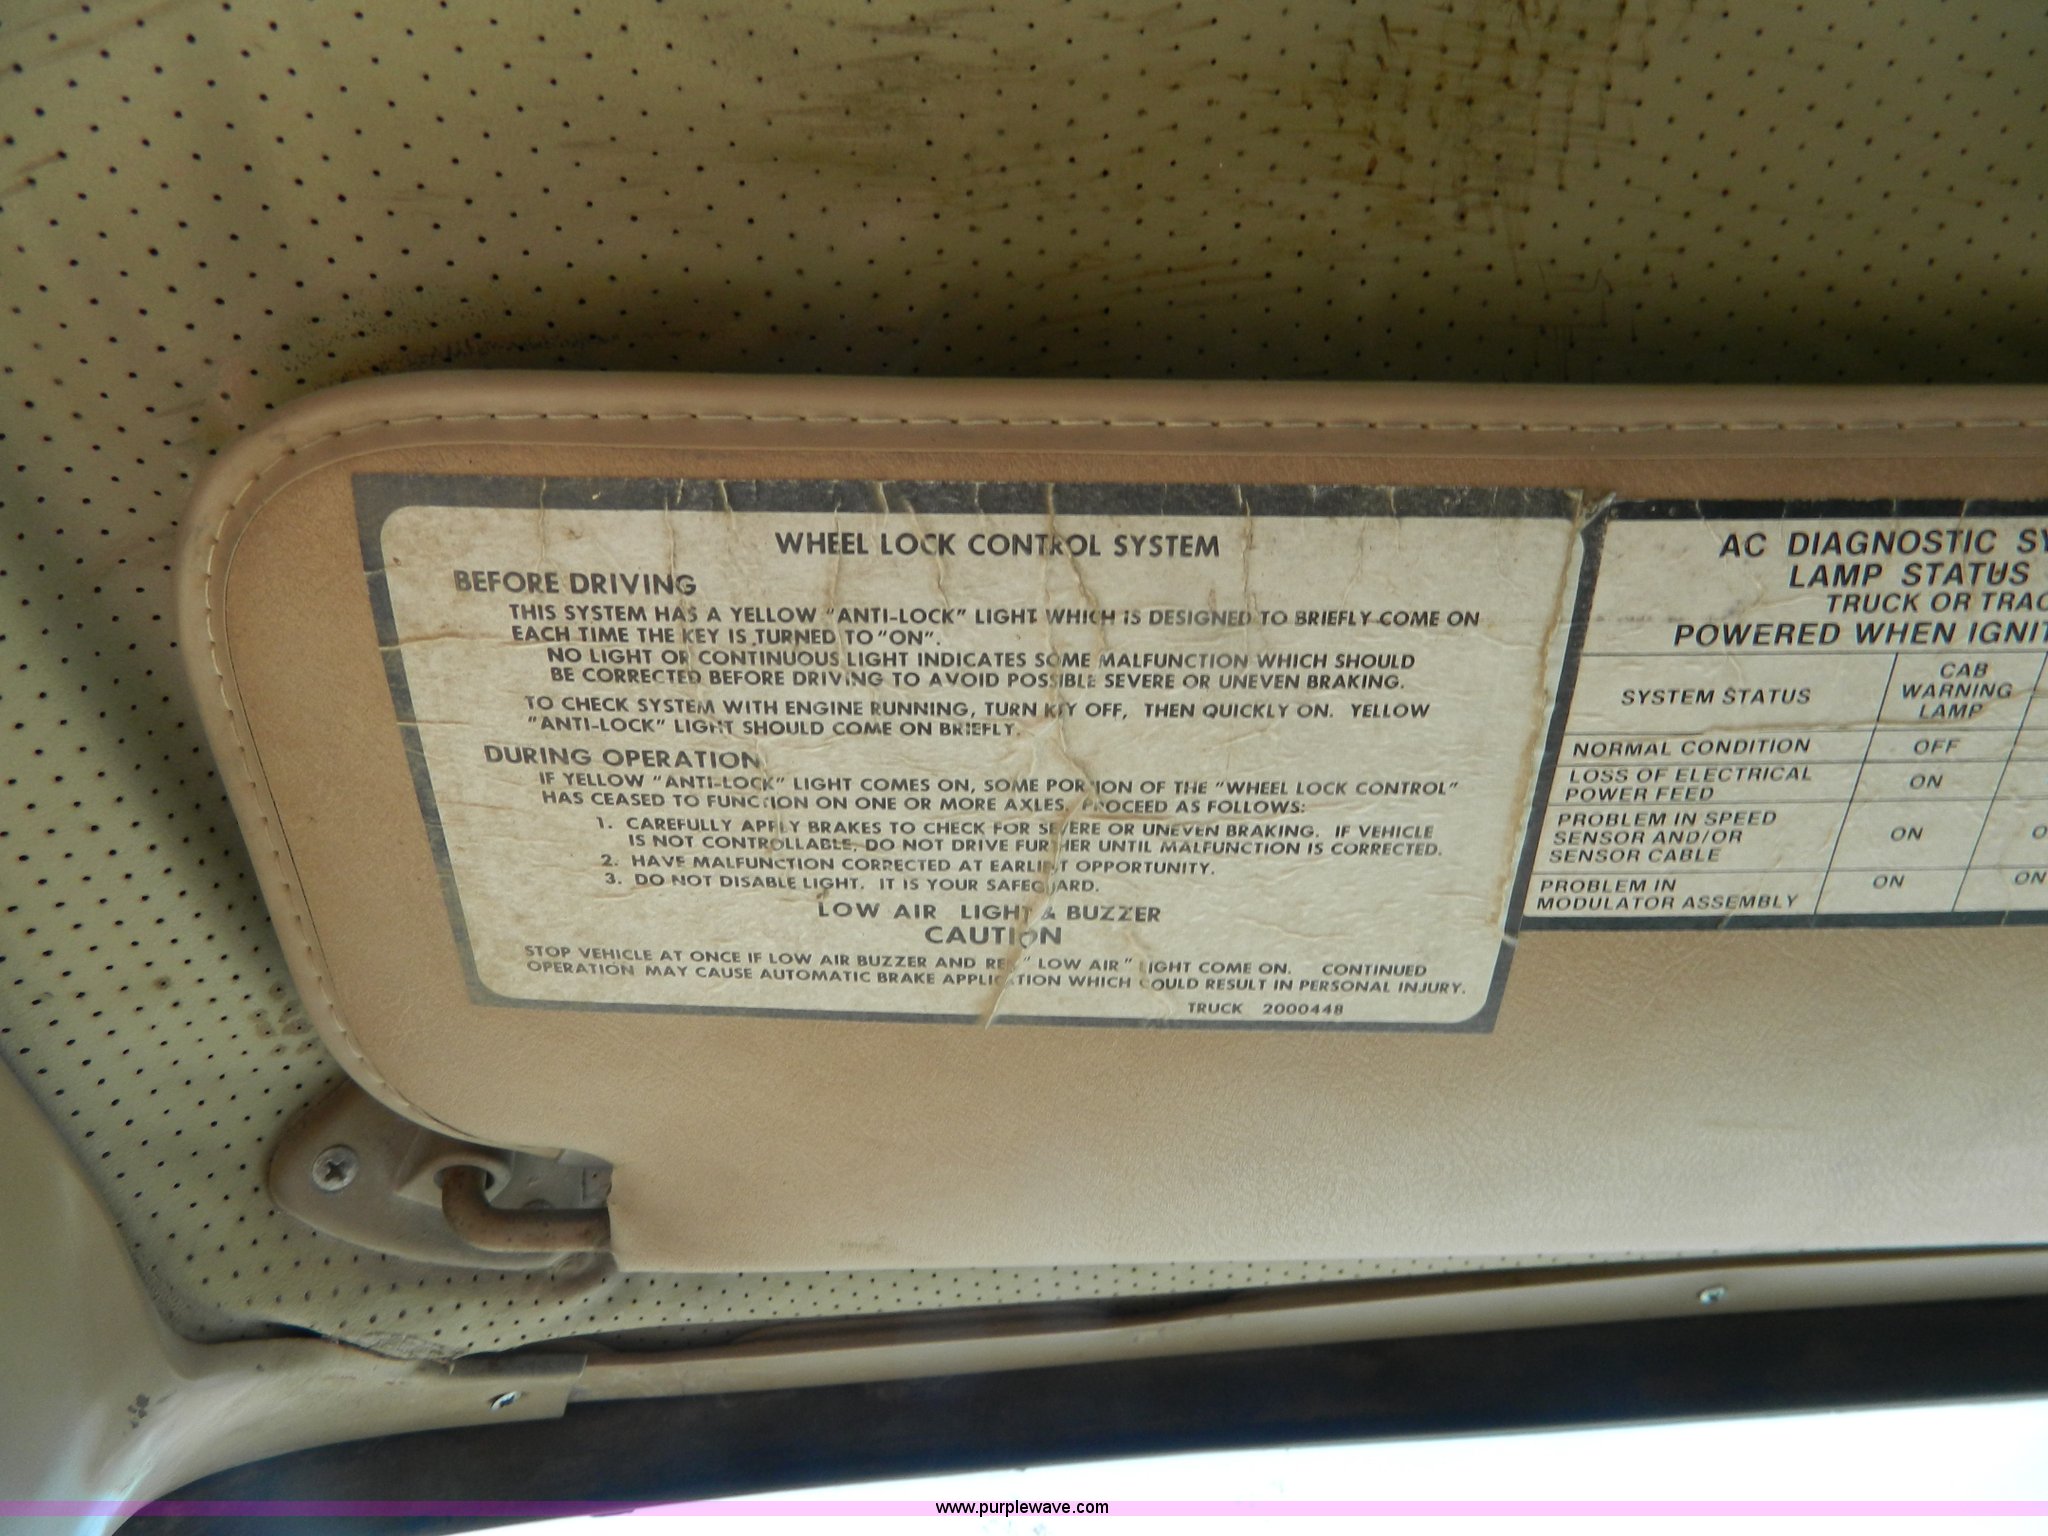 WHEEL LOCK CONTROL SYSTEM
BEFORE DRIVING
THIS SYSTEM HAS A YELLOW "ANTI-LOCK" LIGHT WHICH IS DESIGNED TO BRIEFLY COME ON
EACH TIME THE KEY IS TURNED TO "ON".
NO LIGHT OR CONTINUOUS LIGHT INDICATES SOME MALFUNCTION WHICH SHOULD
BE CORRECTED BEFORE DRIVING TO AVOID POSSIBLE SEVERE OR UNEVEN BRAKING.
TO CHECK SYSTEM WITH ENGINE RUNNING, TURN KEY OFF, THEN QUICKLY ON. YELLOW
"ANTI-LOCK" LIGHT SHOULD COME ON BRIEFLY.
DURING OPERATION
IF YELLOW "ANTI-LOCK" LIGHT COMES ON, SOME PORTION OF THE "WHEEL LOCK CONTROL"
HAS CEASED TO FUNCTION ON ONE OR MORE AXLES. PROCEED AS FOLLOWS:
1. CAREFULLY APPLY BRAKES TO CHECK FOR SEVERE OR UNEVEN BRAKING. IF VEHICLE
IS NOT CONTROLLABLE, DO NOT DRIVE FURTHER UNTIL MALFUNCTION IS CORRECTED.
2. HAVE MALFUNCTION CORRECTED AT EARLIEST OPPORTUNITY.
3. DO NOT DISABLE LIGHT. IT IS YOUR SAFEGUARD.
LOW AIR LIGHT & BUZZER
CAUTION
STOP VEHICLE AT ONCE IF LOW AIR BUZZER AND RED "LOW AIR" LIGHT COME ON. CONTINUED
OPERATION MAY CAUSE AUTOMATIC BRAKE APPLICATION WHICH COULD RESULT IN PERSONAL INJURY.
TRUCK 2000448
AC DIAGNOSTIC SY
LAMP STATUS
TRUCK OR TRAC
POWERED WHEN IGNIT
SYSTEM STATUS
CAB
WARNING
LAMP
NORMAL CONDITION OFF
LOSS OF ELECTRICAL
POWER FEED
ON
PROBLEM IN SPEED
SENSOR AND/OR
SENSOR CABLE
ON O
PROBLEM IN
MODULATOR ASSEMBLY
ON ON
www.purplewave.com